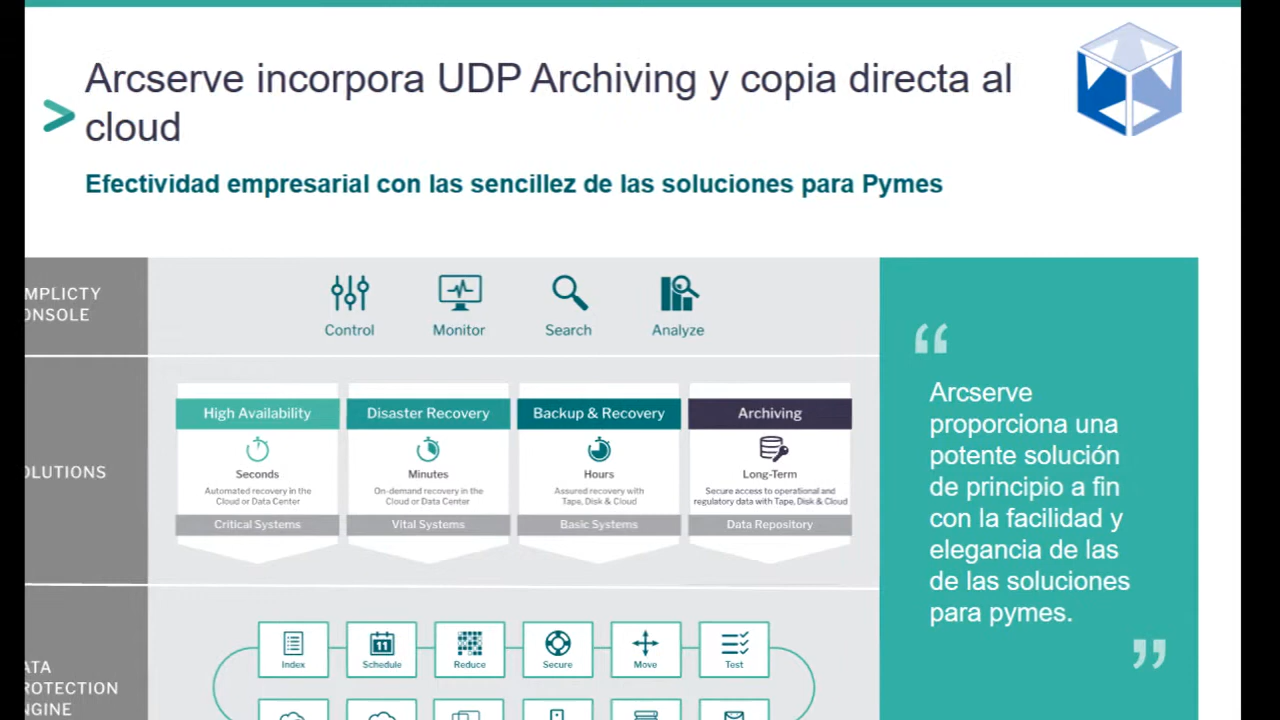 Arcserve incorpora UDP Archiving y copia directa al
cloud
Efectividad empresarial con las sencillez de las soluciones para Pymes
MPLICTY
ONSOLE
Control
Monitor
Search
Analyze
OLUTIONS
High Availability
Seconds
Automated recovery in the
Cloud or Data Center
Critical Systems
Disaster Recovery
Minutes
On-demand recovery in the
Cloud or Data Center
Vital Systems
Backup & Recovery
Hours
Assured recovery with
Tape, Disk & Cloud
Basic Systems
Archiving
Long-Term
Secure access to operational and
regulatory data with Tape, Disk & Cloud
Data Repository
ATA
ROTECTION
NGINE
Index
11
Schedule
Reduce
Secure
Move
Test
“
Arcserve
proporciona una
potente solución
de principio a fin
con la facilidad y
elegancia de las
de las soluciones
para pymes.
”